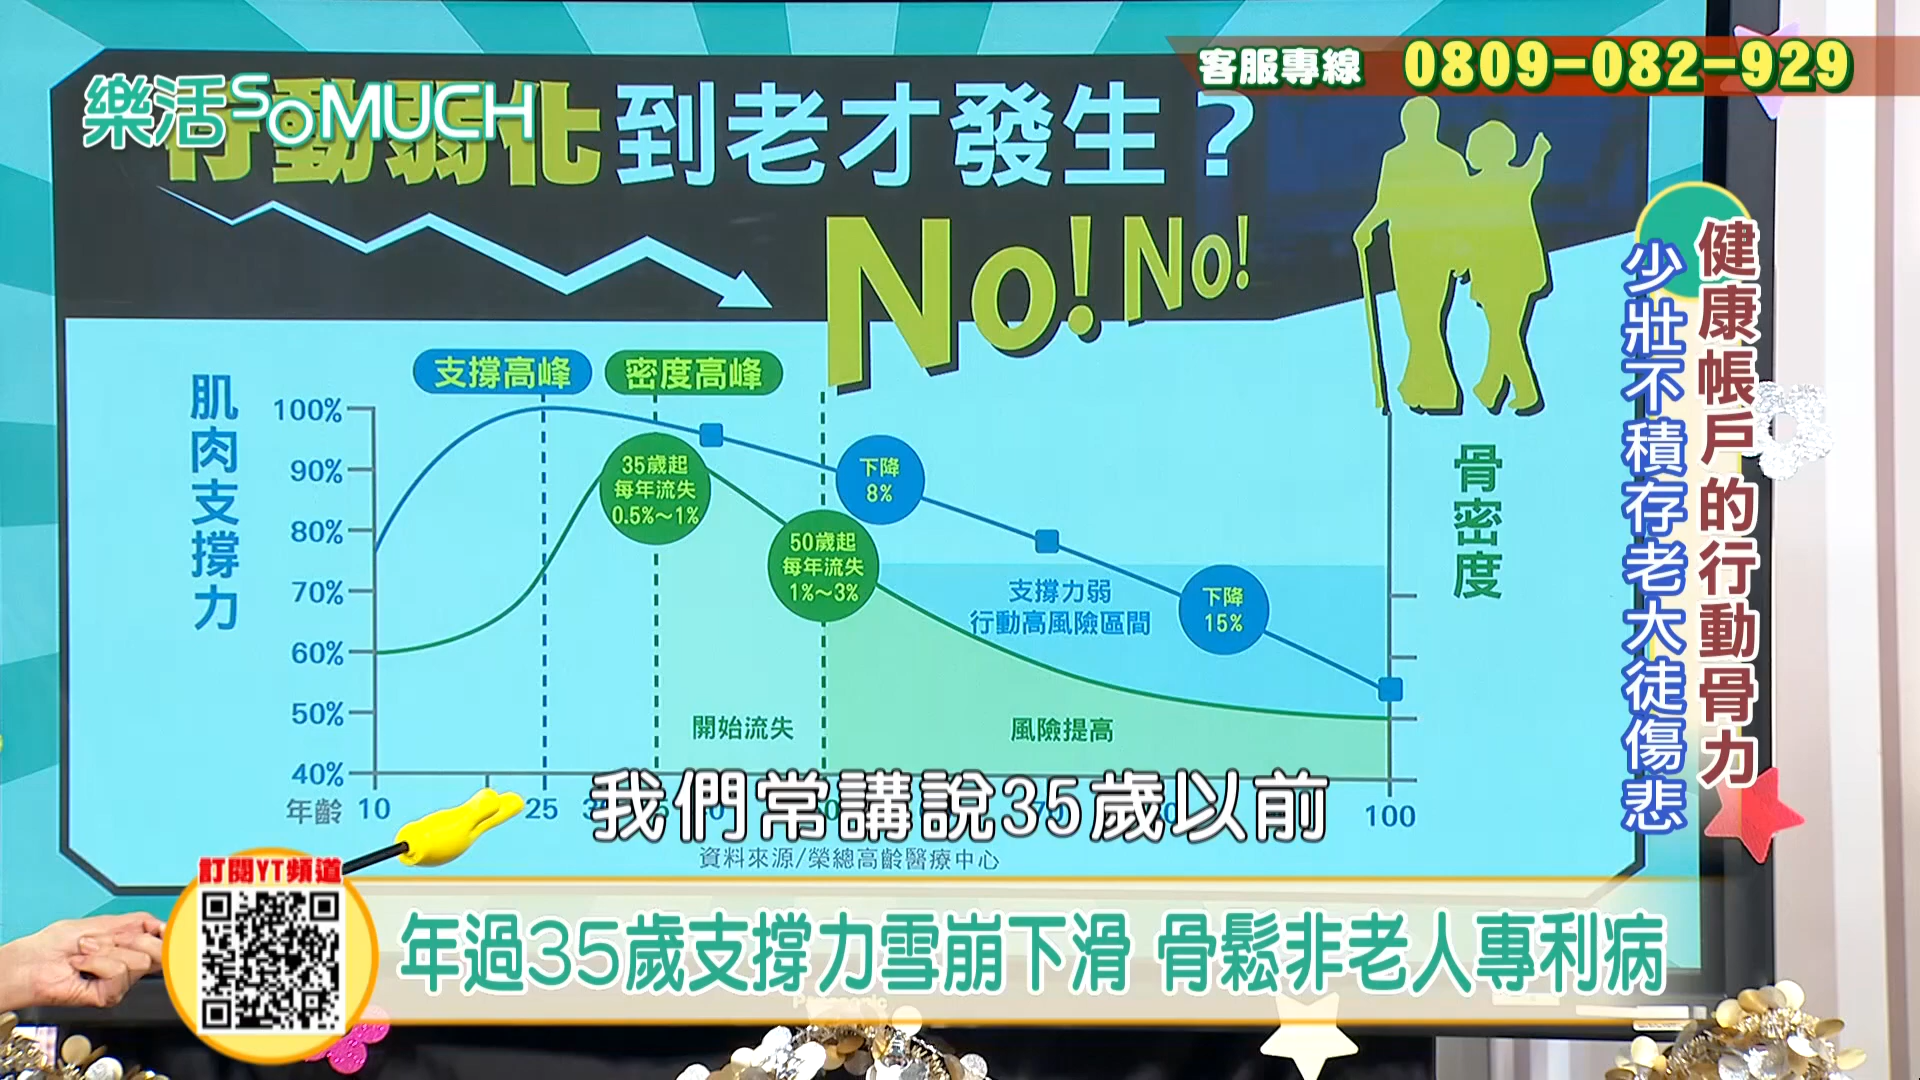 客服專線 0809-082-929
樂活SoMUCH
行動弱化到老才發生？
No! No!
健康帳戶的行動骨力
少壯不積存老大徒傷悲
支撐高峰
密度高峰
肌肉支撐力
骨密度
100%
90%
80%
70%
60%
50%
40%
35歲起
每年流失
0.5%～1%
下降
8%
50歲起
每年流失
1%～3%
支撐力弱
行動高風險區間
下降
15%
開始流失
風險提高
年齡 10 25 100
我們常講說35歲以前
資料來源/榮總高齡醫療中心
訂閱YT頻道
年過35歲支撐力雪崩下滑 骨鬆非老人專利病
Panasonic